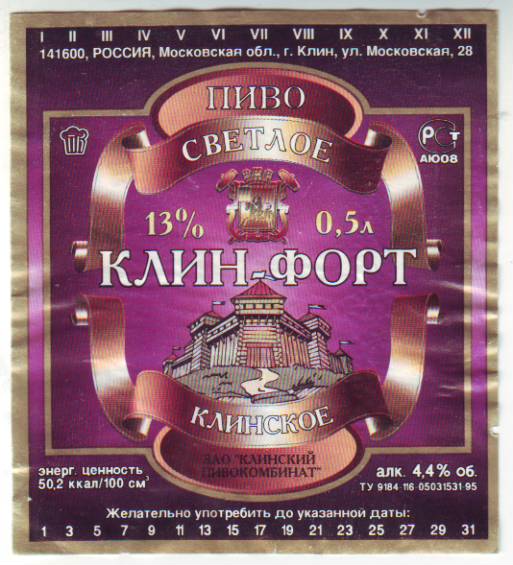 I II III IV V VI VII VIII IX X XI XII
141600, РОССИЯ, Московская обл., г. Клин, ул. Московская, 28
ПИВО
СВЕТЛОЕ
ПБ
РСТ
АЮ08
13% 0,5л
КЛИН-ФОРТ
КЛИНСКОЕ
ЗАО "КЛИНСКИЙ
ПИВОКОМБИНАТ"
энерг. ценность
50,2 ккал/100 см³
алк. 4,4% об.
ТУ 9184-116-05031531-95
Желательно употребить до указанной даты:
1 3 5 7 9 11 13 15 17 19 21 23 25 27 29 31